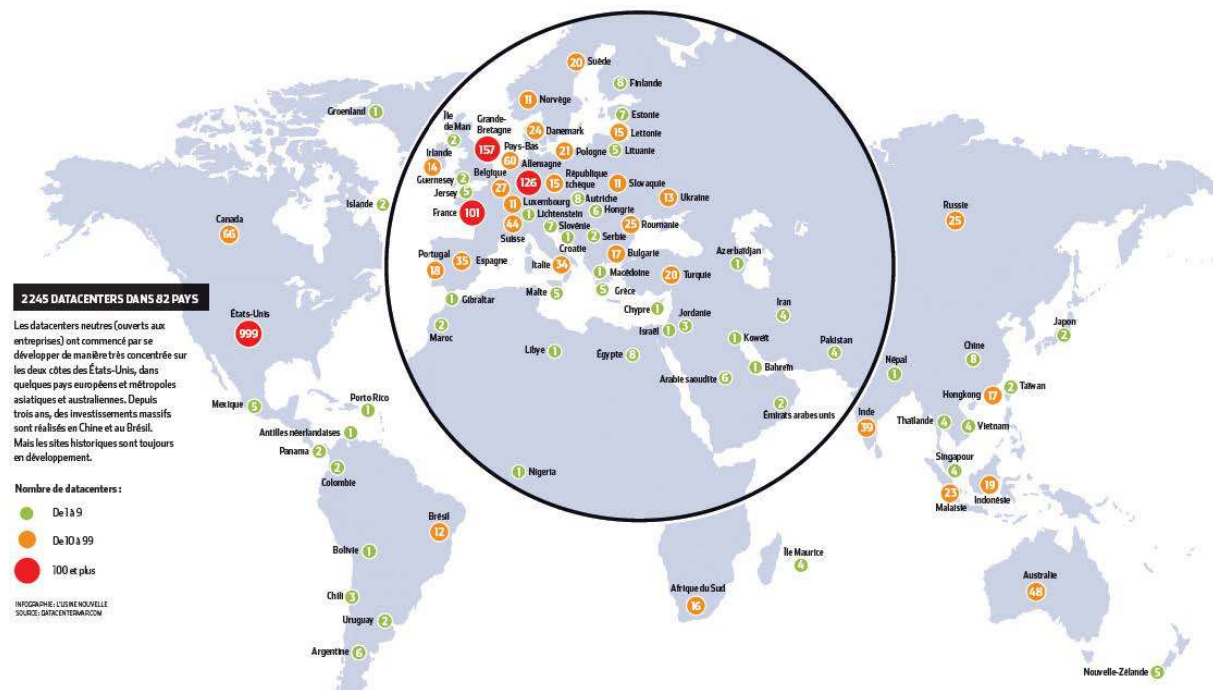 Groenland 1
Islande 2
Canada 66
États-Unis
999
2245 DATACENTERS DANS 82 PAYS
Les datacenters neutres (ouverts aux
entreprises) ont commencé par se
développer de manière très concentrée sur
les deux côtes des États-Unis, dans
quelques pays européens et métropoles
asiatiques et australiennes. Depuis
trois ans, des investissements massifs
sont réalisés en Chine et au Brésil.
Mais les sites historiques sont toujours
en développement.
Nombre de datacenters :
De 1 à 9
De 10 à 99
100 et plus
INFOGRAPHIE : L'USINE NOUVELLE
SOURCE : DATACENTERMAP.COM
Mexique 5
Porto Rico
1
Antilles néerlandaises 1
Panama 2
2
Colombie
Brésil
12
Bolivie 1
Chili 3
Uruguay 2
Argentine 6
20 Suède
8 Finlande
11 Norvège
7 Estonie
Île
de Man
2
Grande-
Bretagne
157
24 Danemark
15 Lettonie
Irlande
14
Pays-Bas
60
21 Pologne
5 Lituanie
Guernesey 2
Jersey 5
Belgique
27
Allemagne
126
15 République
tchèque
11 Slovaquie
13 Ukraine
France 101
11 Luxembourg
8 Autriche
1 Lichtenstein
6 Hongrie
44
Suisse
7 Slovénie
1
Croatie
2
Serbie
25 Roumanie
Portugal
18
35 Espagne
Italie 34
17 Bulgarie
1 Macédoine
20 Turquie
Azerbaïdjan
1
1 Gibraltar
Malte 5
5 Grèce
Chypre 1
2
Maroc
Libye 1
Égypte 8
Israël 1
Jordanie
3
Iran
4
1 Koweït
1 Bahreïn
Arabie saoudite 6
2
Émirats arabes unis
Pakistan
4
1 Nigeria
Afrique du Sud
16
Île Maurice
4
Russie
25
Népal
1
Inde
39
Chine
8
Japon
2
Hongkong 17
2 Taïwan
Thaïlande 4
4 Vietnam
Singapour
4
23
Malaisie
19
Indonésie
Australie
48
Nouvelle-Zélande 5